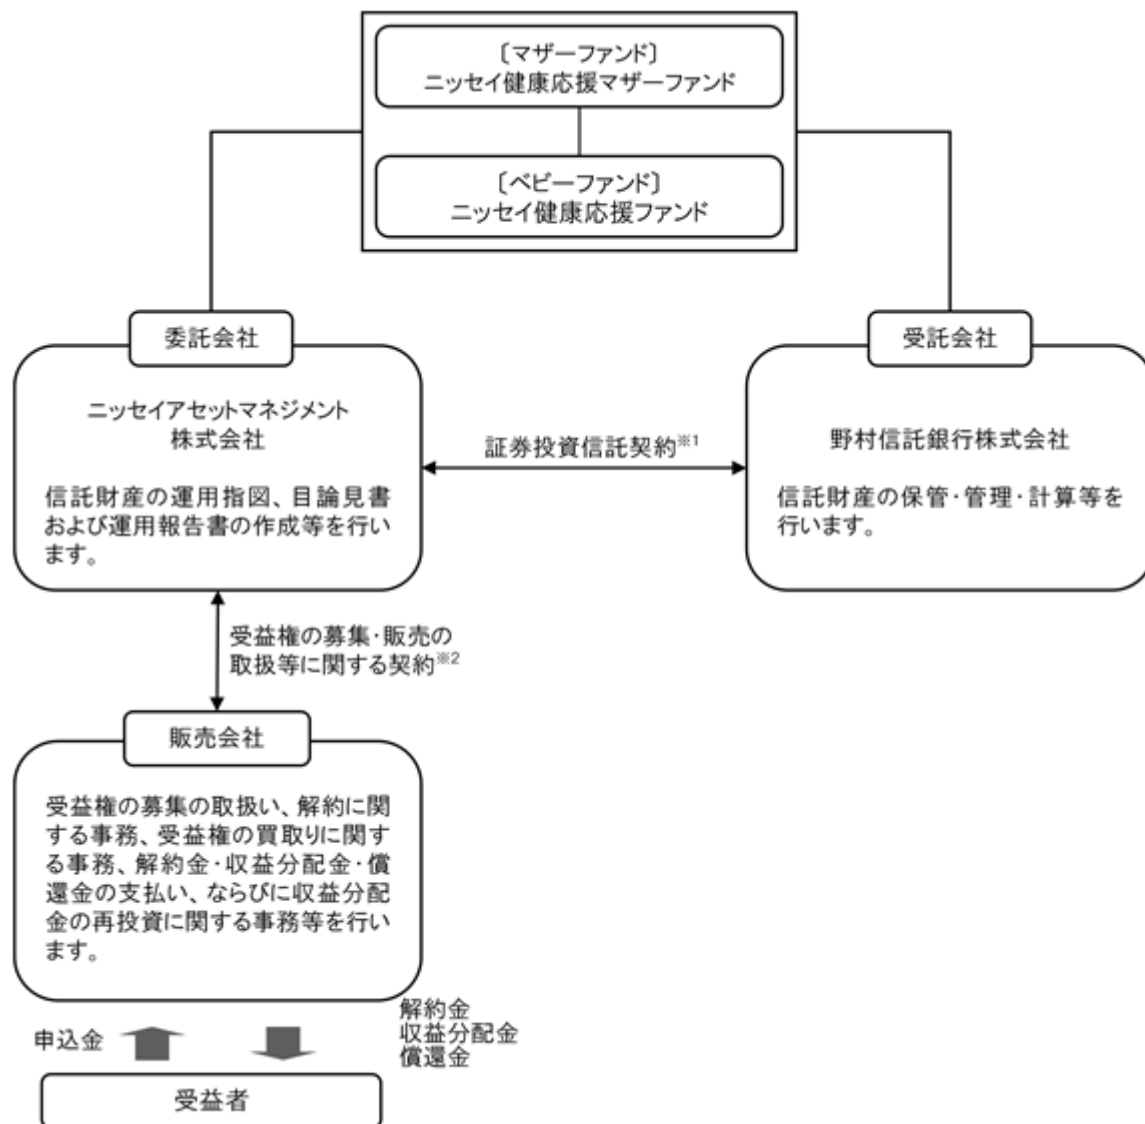 〔マザーファンド〕
ニッセイ健康応援マザーファンド
〔ベビーファンド〕
ニッセイ健康応援ファンド
委託会社
ニッセイアセットマネジメント
株式会社
信託財産の運用指図、目論見書
および運用報告書の作成等を行い
ます。
証券投資信託契約※1
受託会社
野村信託銀行株式会社
信託財産の保管・管理・計算等を
行います。
受益権の募集・販売の
取扱等に関する契約※2
販売会社
受益権の募集の取扱い、解約に関
する事務、受益権の買取りに関す
る事務、解約金・収益分配金・償
還金の支払い、ならびに収益分配
金の再投資に関する事務等を行い
ます。
申込金
解約金
収益分配金
償還金
受益者